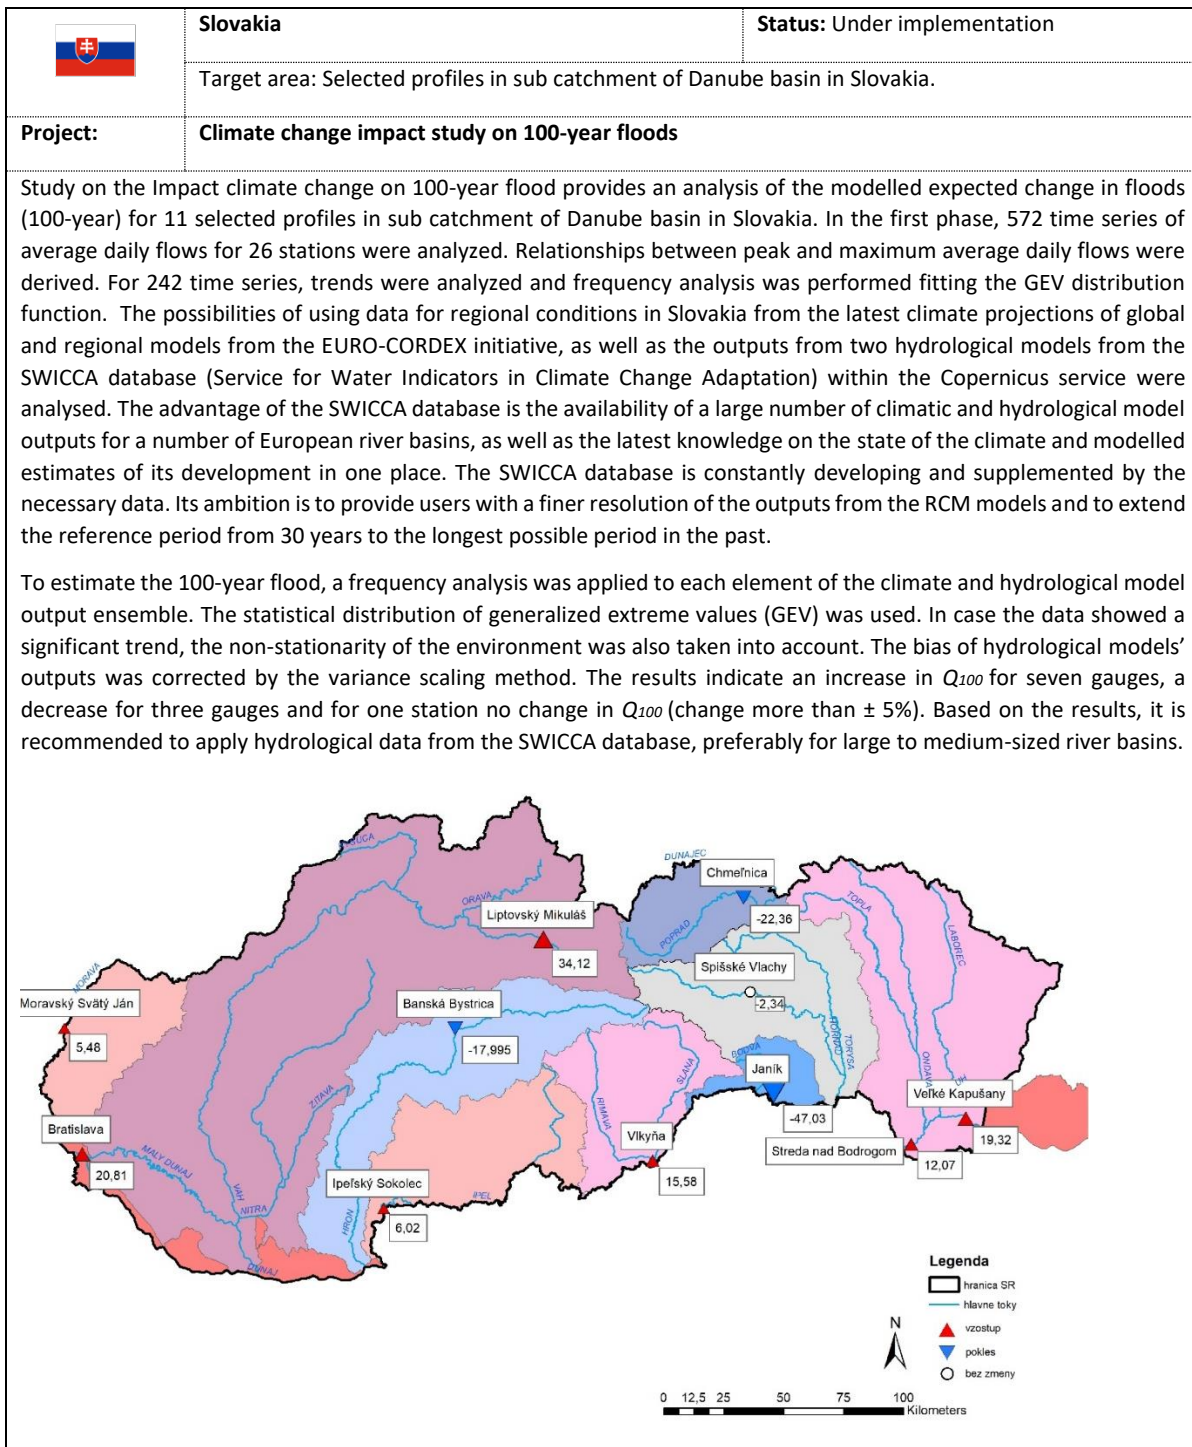 Slovakia
Status: Under implementation
Target area: Selected profiles in sub catchment of Danube basin in Slovakia.
Project:
Climate change impact study on 100-year floods
Study on the Impact climate change on 100-year flood provides an analysis of the modelled expected change in floods
(100-year) for 11 selected profiles in sub catchment of Danube basin in Slovakia. In the first phase, 572 time series of
average daily flows for 26 stations were analyzed. Relationships between peak and maximum average daily flows were
derived. For 242 time series, trends were analyzed and frequency analysis was performed fitting the GEV distribution
function. The possibilities of using data for regional conditions in Slovakia from the latest climate projections of global
and regional models from the EURO-CORDEX initiative, as well as the outputs from two hydrological models from the
SWICCA database (Service for Water Indicators in Climate Change Adaptation) within the Copernicus service were
analysed. The advantage of the SWICCA database is the availability of a large number of climatic and hydrological model
outputs for a number of European river basins, as well as the latest knowledge on the state of the climate and modelled
estimates of its development in one place. The SWICCA database is constantly developing and supplemented by the
necessary data. Its ambition is to provide users with a finer resolution of the outputs from the RCM models and to extend
the reference period from 30 years to the longest possible period in the past.
To estimate the 100-year flood, a frequency analysis was applied to each element of the climate and hydrological model
output ensemble. The statistical distribution of generalized extreme values (GEV) was used. In case the data showed a
significant trend, the non-stationarity of the environment was also taken into account. The bias of hydrological models’
outputs was corrected by the variance scaling method. The results indicate an increase in Q100 for seven gauges, a
decrease for three gauges and for one station no change in Q100 (change more than ± 5%). Based on the results, it is
recommended to apply hydrological data from the SWICCA database, preferably for large to medium-sized river basins.
DUNAJEC
Chmeľnica
-22,36
POPRAD
TOPLA
LABOREC
ORAVA
Liptovský Mikuláš
34,12
Spišské Vlachy
-2,34
MORAVA
Moravský Svätý Ján
5,48
Banská Bystrica
-17,995
HORNAD
TORYSA
ONDAVA
UH
BODVA
Janík
-47,03
SLANA
RIMAVA
ZITAVA
Veľké Kapušany
19,32
Bratislava
20,81
MALY DUNAJ
Vlkyňa
15,58
Streda nad Bodrogom
12,07
Ipeľský Sokolec
6,02
IPEL
VAH
NITRA
HRON
DUNAJ
Legenda
hranica SR
hlavne toky
vzostup
pokles
bez zmeny
N
0 12,5 25 50 75 100
Kilometers